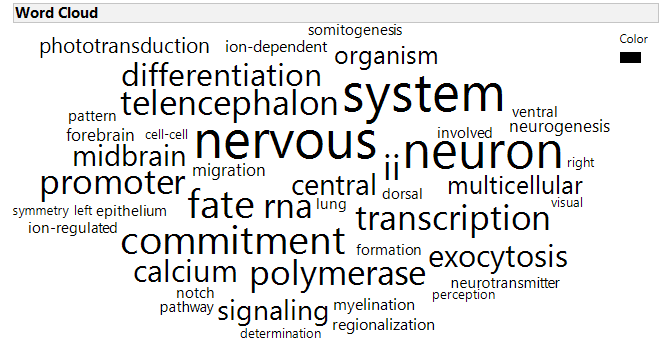 Word Cloud
Color
somitogenesis
phototransduction ion-dependent organism
differentiation system
telencephalon ventral
pattern neurogenesis
forebrain cell-cell nervous involved neuron
midbrain migration ii right
promoter central multicellular
fate rna lung dorsal visual
symmetry left epithelium transcription
ion-regulated commitment formation exocytosis
calcium polymerase neurotransmitter
notch perception
pathway signaling myelination
determination regionalization